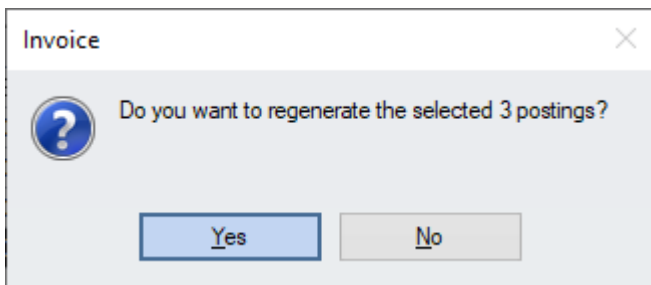 Invoice
Do you want to regenerate the selected 3 postings?
Yes
No